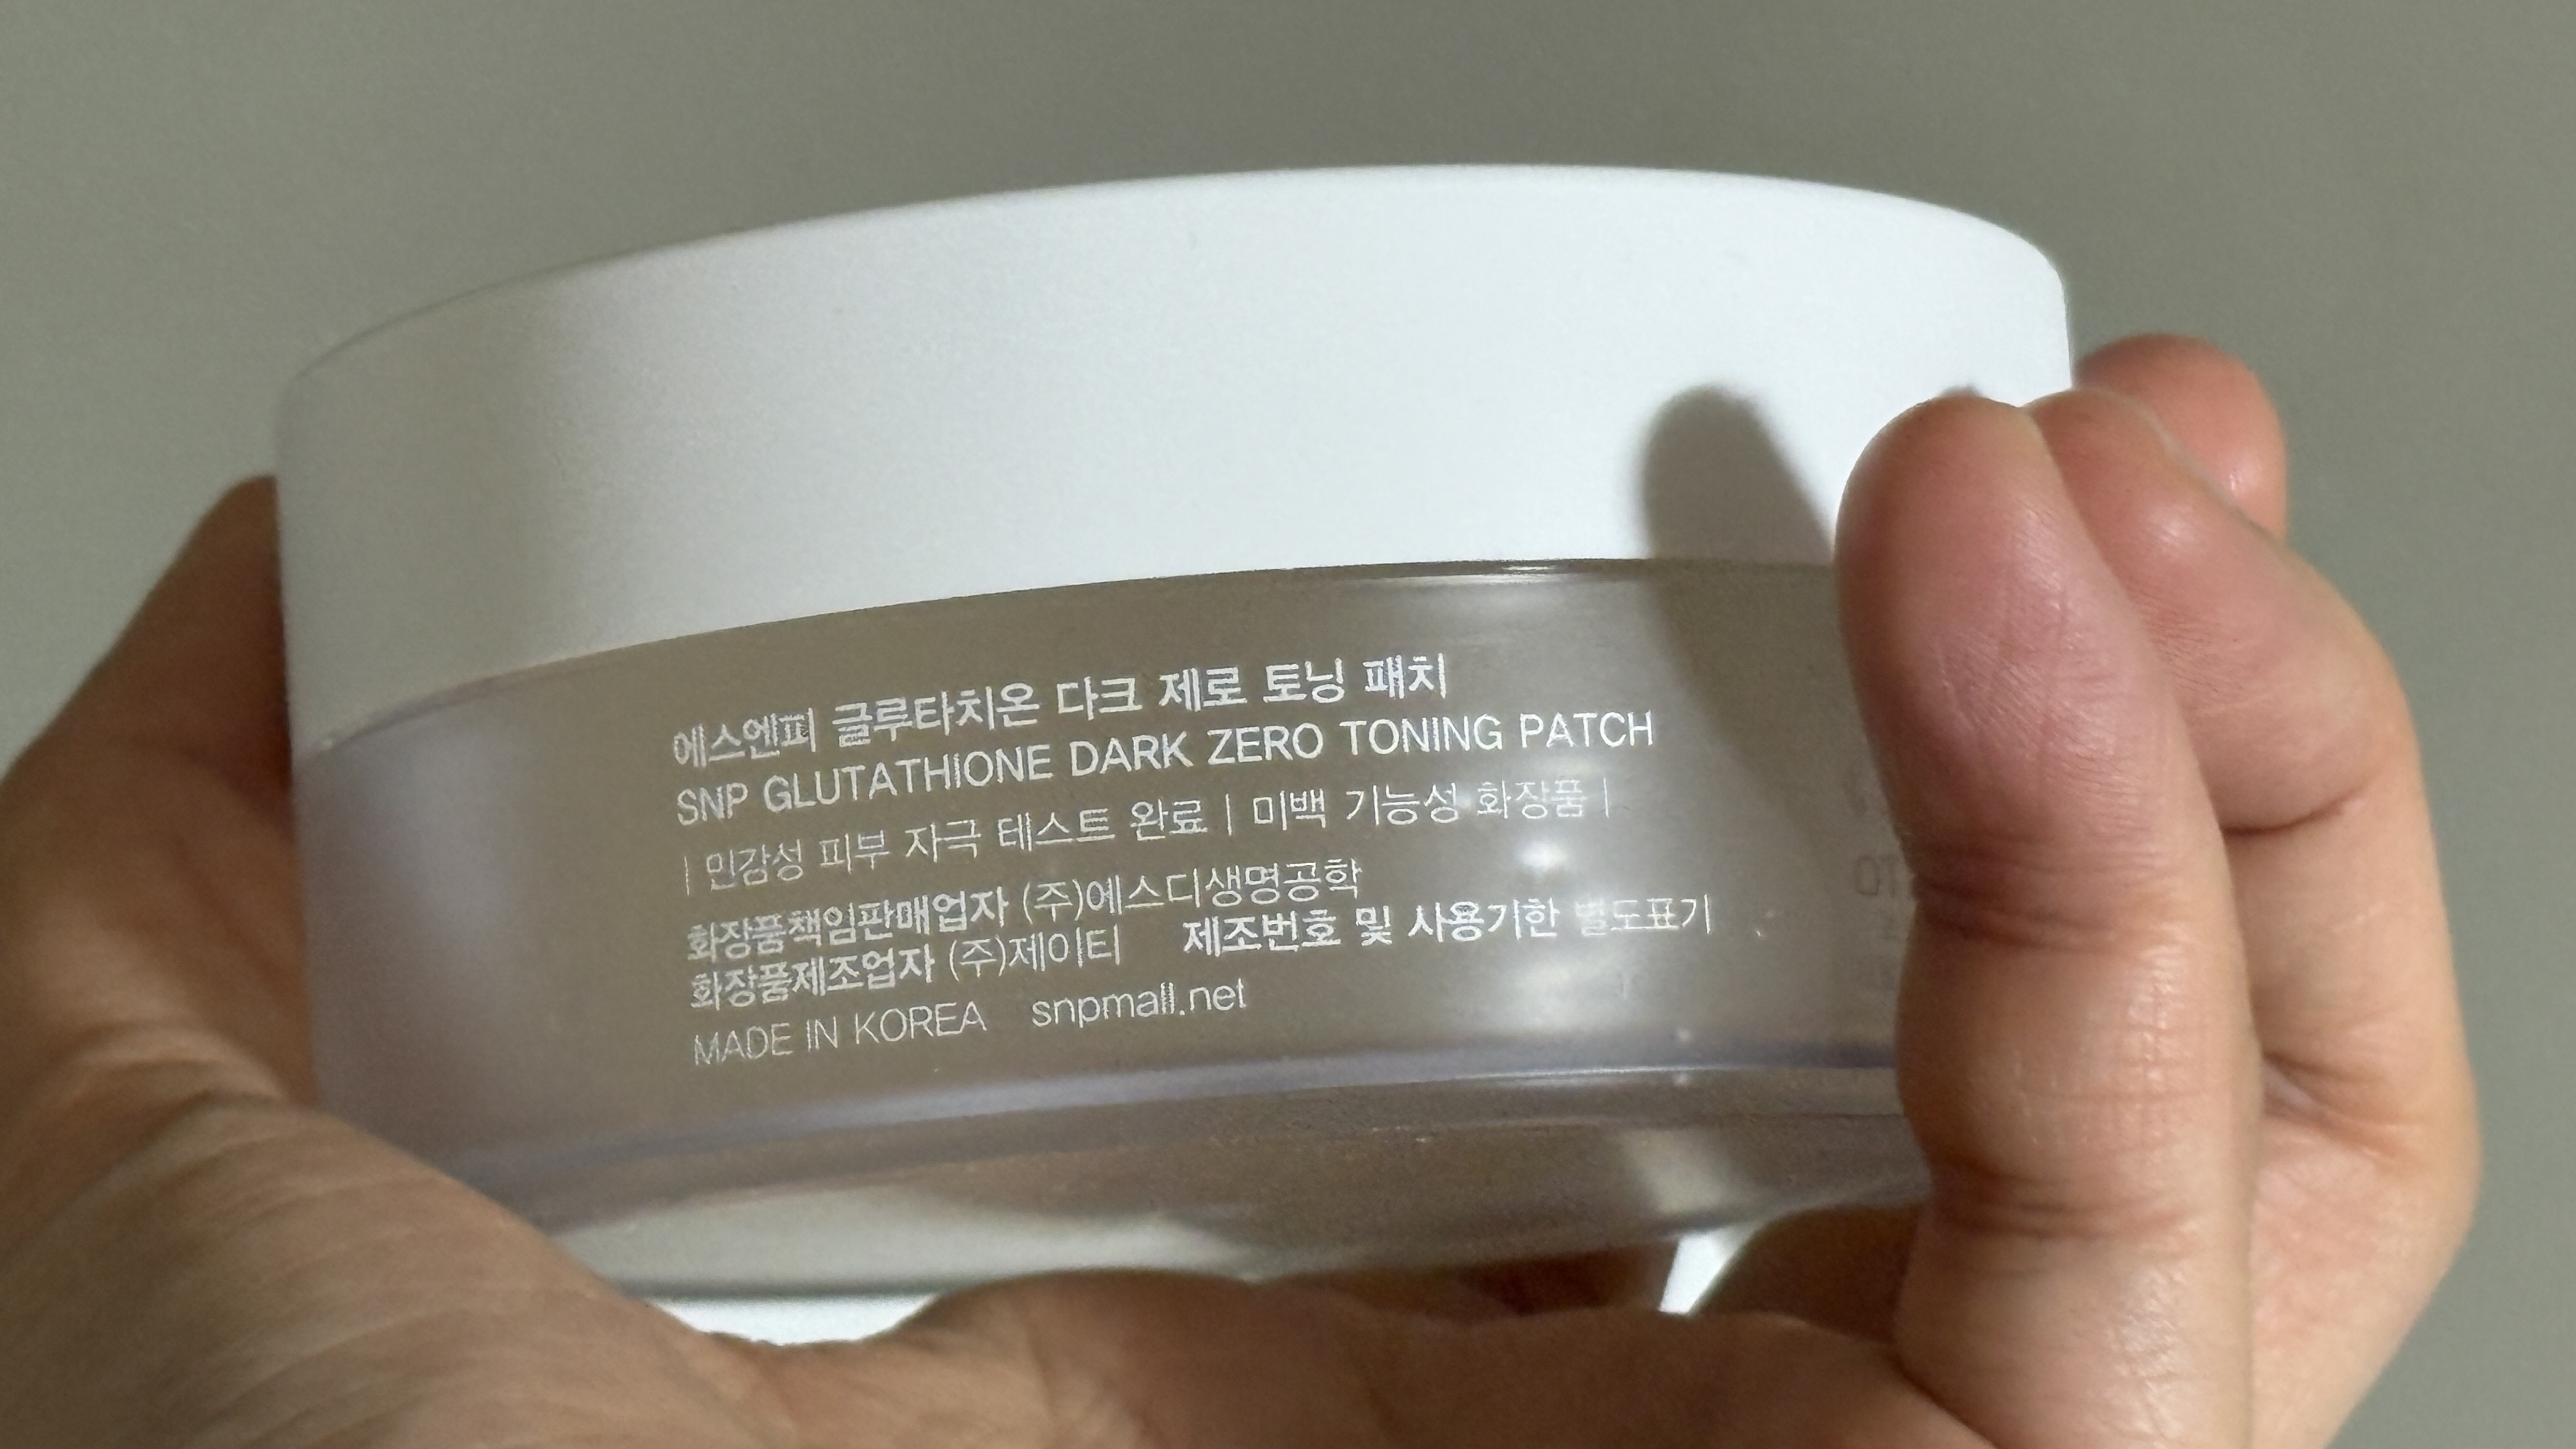 에스엔피 글루타치온 다크 제로 토닝 패치
SNP GLUTATHIONE DARK ZERO TONING PATCH
| 민감성 피부 자극 테스트 완료 | 미백 기능성 화장품 |
화장품책임판매업자 (주)에스디생명공학
화장품제조업자 (주)제이티 제조번호 및 사용기한 별도표기
MADE IN KOREA snpmall.net